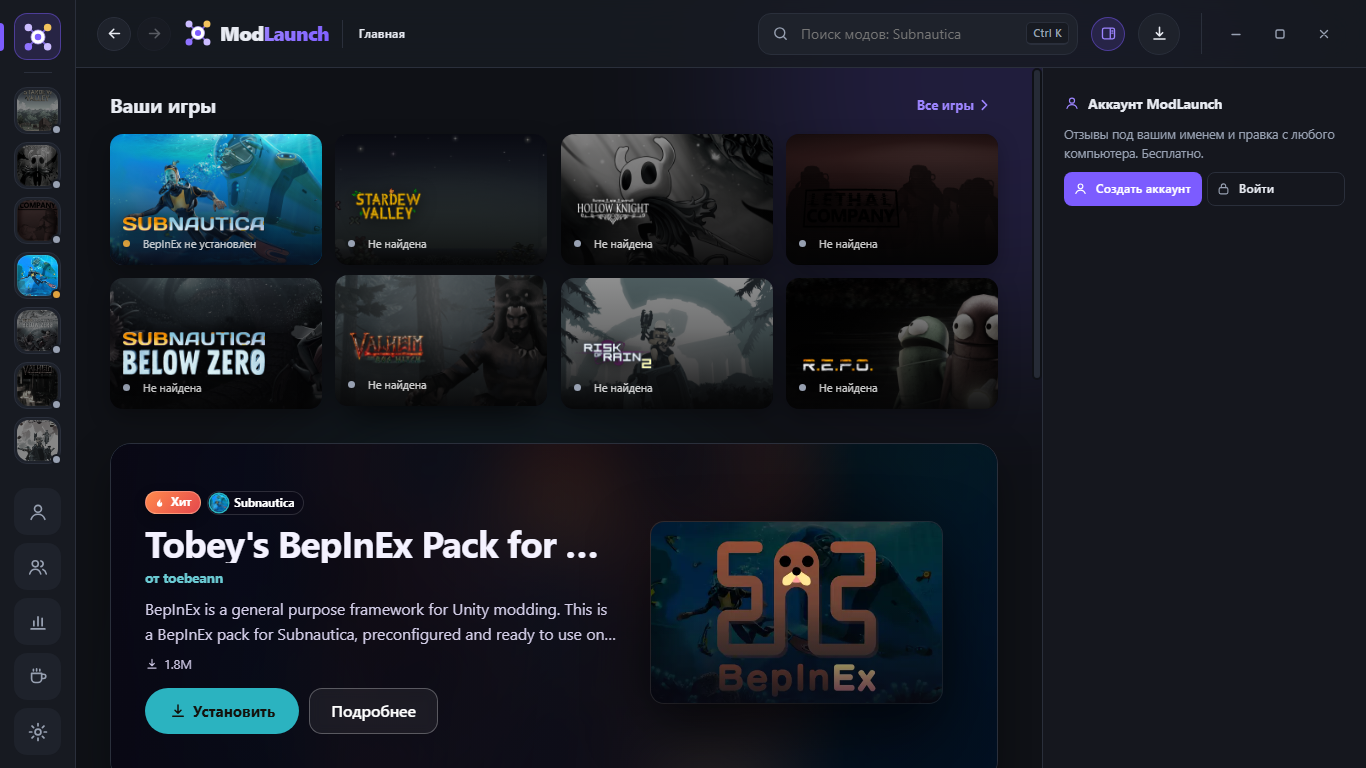 ModLaunch
Главная
Поиск модов: Subnautica
Ctrl K
Ваши игры
Все игры
SUBNAUTICA
BepInEx не установлен
STARDEW
VALLEY
Не найдена
HOLLOW KNIGHT
Не найдена
LETHAL
COMPANY
Не найдена
SUBNAUTICA
BELOW ZERO
Не найдена
VALHEIM
Не найдена
RISK
OF RAIN 2
Не найдена
R.E.P.O.
Не найдена
Хит
Subnautica
Tobey's BepInEx Pack for ...
от toebeann
BepInEx is a general purpose framework for Unity modding. This is
a BepInEx pack for Subnautica, preconfigured and ready to use on...
1.8M
Установить
Подробнее
BepInEx
Аккаунт ModLaunch
Отзывы под вашим именем и правка с любого
компьютера. Бесплатно.
Создать аккаунт
Войти